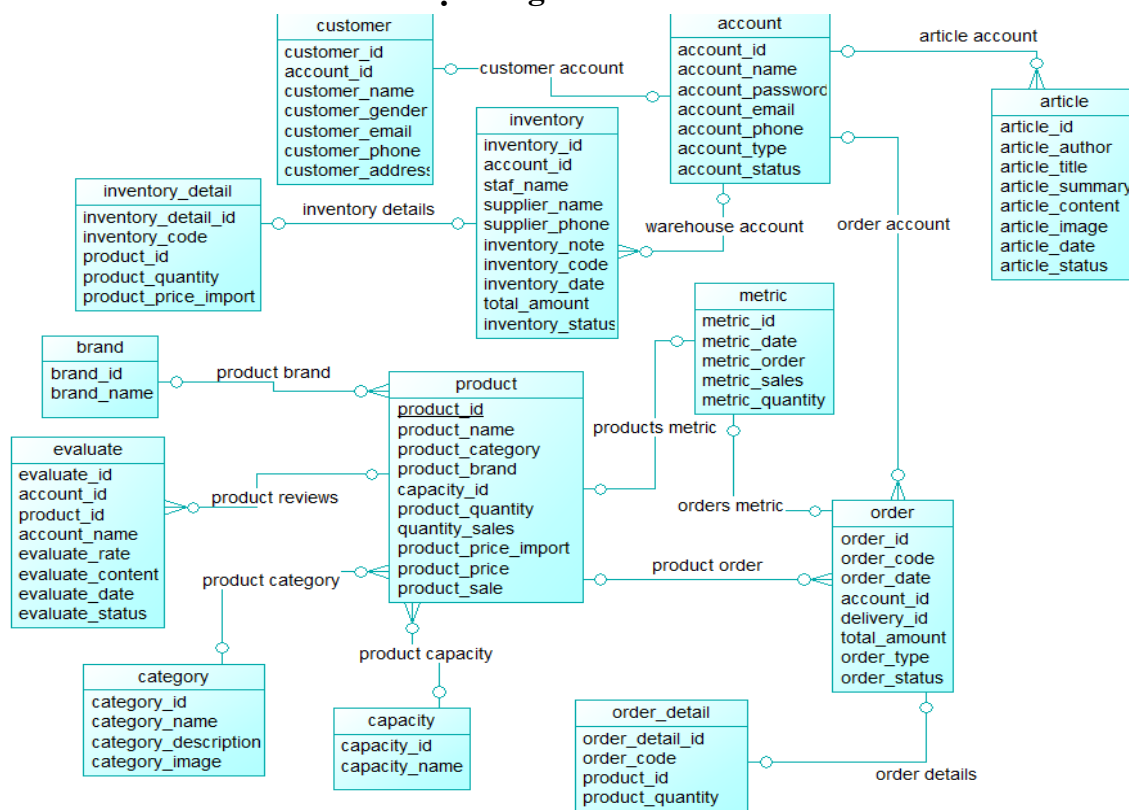 customer
customer_id
account_id
customer_name
customer_gender
customer_email
customer_phone
customer_address
customer account
account
account_id
account_name
account_password
account_email
account_phone
account_type
account_status
article account
article
article_id
article_author
article_title
article_summary
article_content
article_image
article_date
article_status
inventory
inventory_id
account_id
staf_name
supplier_name
supplier_phone
inventory_note
inventory_code
inventory_date
total_amount
inventory_status
inventory_detail
inventory_detail_id
inventory_code
product_id
product_quantity
product_price_import
inventory details
warehouse account
order account
metric
metric_id
metric_date
metric_order
metric_sales
metric_quantity
brand
brand_id
brand_name
product brand
product
product_id
product_name
product_category
product_brand
capacity_id
product_quantity
quantity_sales
product_price_import
product_price
product_sale
products metric
orders metric
evaluate
evaluate_id
account_id
product_id
account_name
evaluate_rate
evaluate_content
evaluate_date
evaluate_status
product reviews
product category
product order
order
order_id
order_code
order_date
account_id
delivery_id
total_amount
order_type
order_status
product capacity
category
category_id
category_name
category_description
category_image
capacity
capacity_id
capacity_name
order_detail
order_detail_id
order_code
product_id
product_quantity
order details